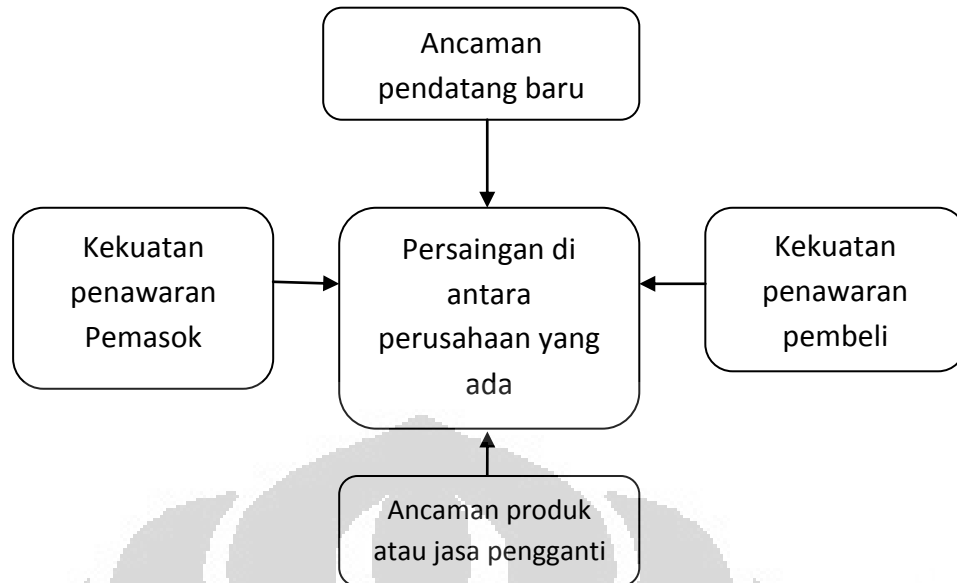 Ancaman
pendatang baru
Kekuatan
penawaran
Pemasok
Persaingan di
antara
perusahaan yang
ada
Kekuatan
penawaran
pembeli
Ancaman produk
atau jasa pengganti